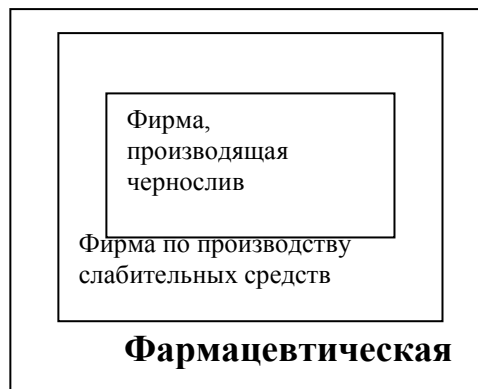 Фирма,
производящая
чернослив
Фирма по производству
слабительных средств
Фармацевтическая